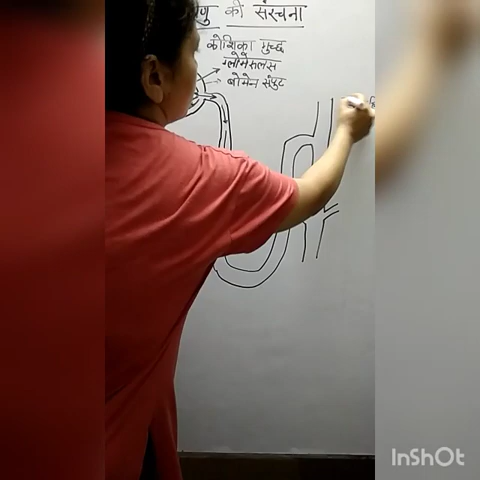 की संरचना
कोशिका गुच्छ
ग्लोमेरुलस
बोमेन संपुट
InShOt